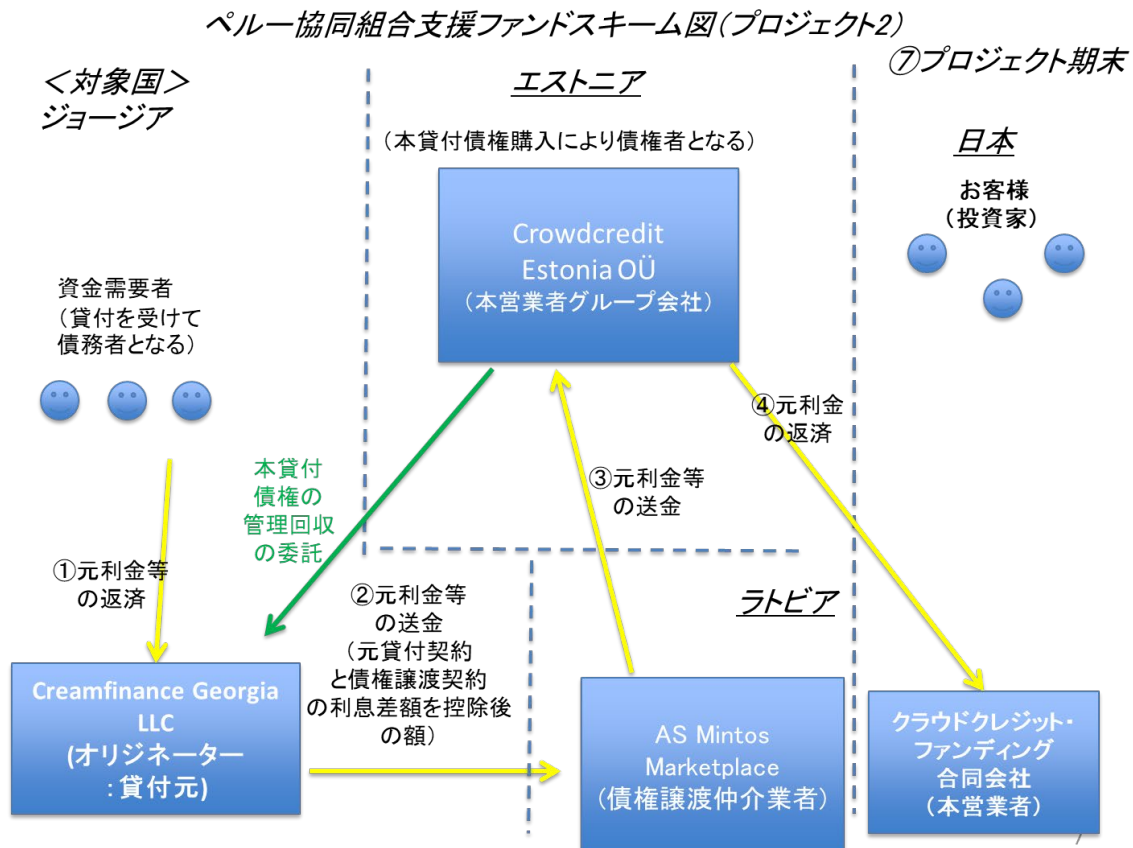 ペルー協同組合支援ファンドスキーム図(プロジェクト2)
⑦プロジェクト期末
<対象国>
ジョージア
エストニア
(本貸付債権購入により債権者となる)
日本
お客様
(投資家)
Crowdcredit
Estonia OÜ
(本営業者グループ会社)
資金需要者
(貸付を受けて
債務者となる)
④元利金
の返済
本貸付
債権の
管理回収
の委託
③元利金等
の送金
①元利金等
の返済
②元利金等
の送金
(元貸付契約
と債権譲渡契約
の利息差額を控除後
の額)
ラトビア
Creamfinance Georgia
LLC
(オリジネーター
:貸付元)
AS Mintos
Marketplace
(債権譲渡仲介業者)
クラウドクレジット・
ファンディング
合同会社
(本営業者)
7